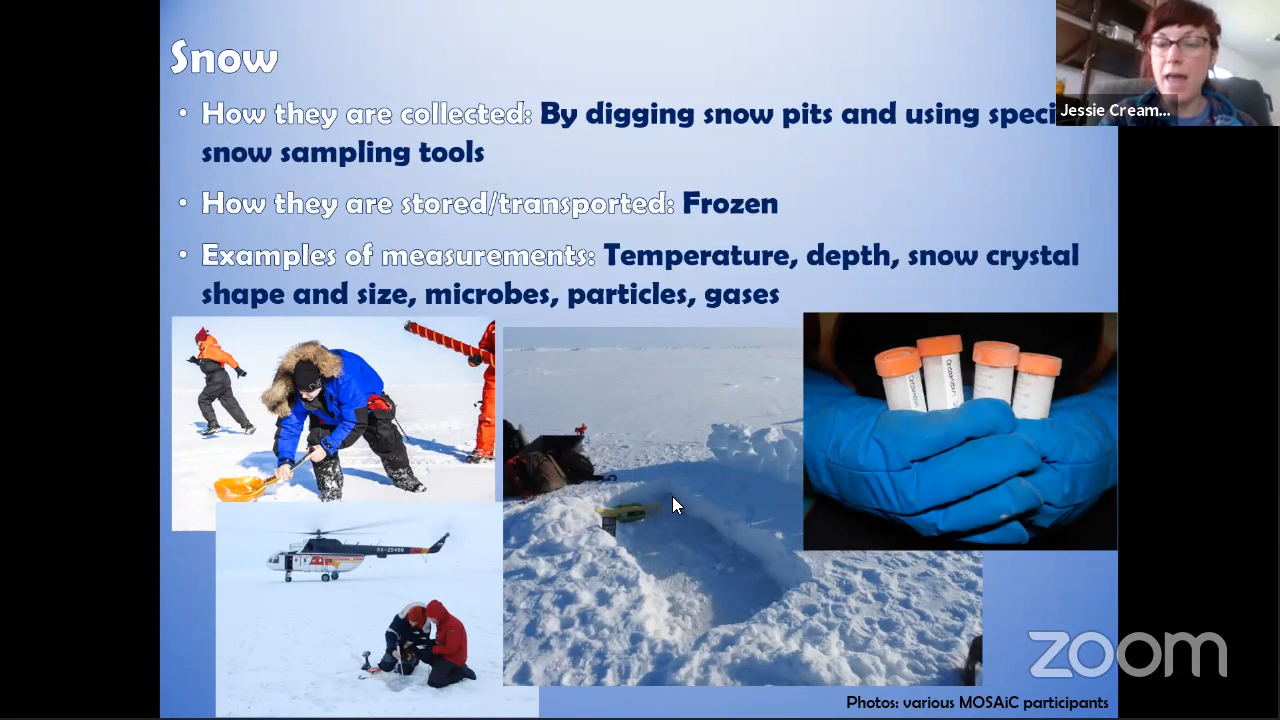 Snow
• How they are collected: By digging snow pits and using speci
snow sampling tools
• How they are stored/transported: Frozen
• Examples of measurements: Temperature, depth, snow crystal
shape and size, microbes, particles, gases
Jessie Cream...
RA-25488
zoom
Photos: various MOSAiC participants